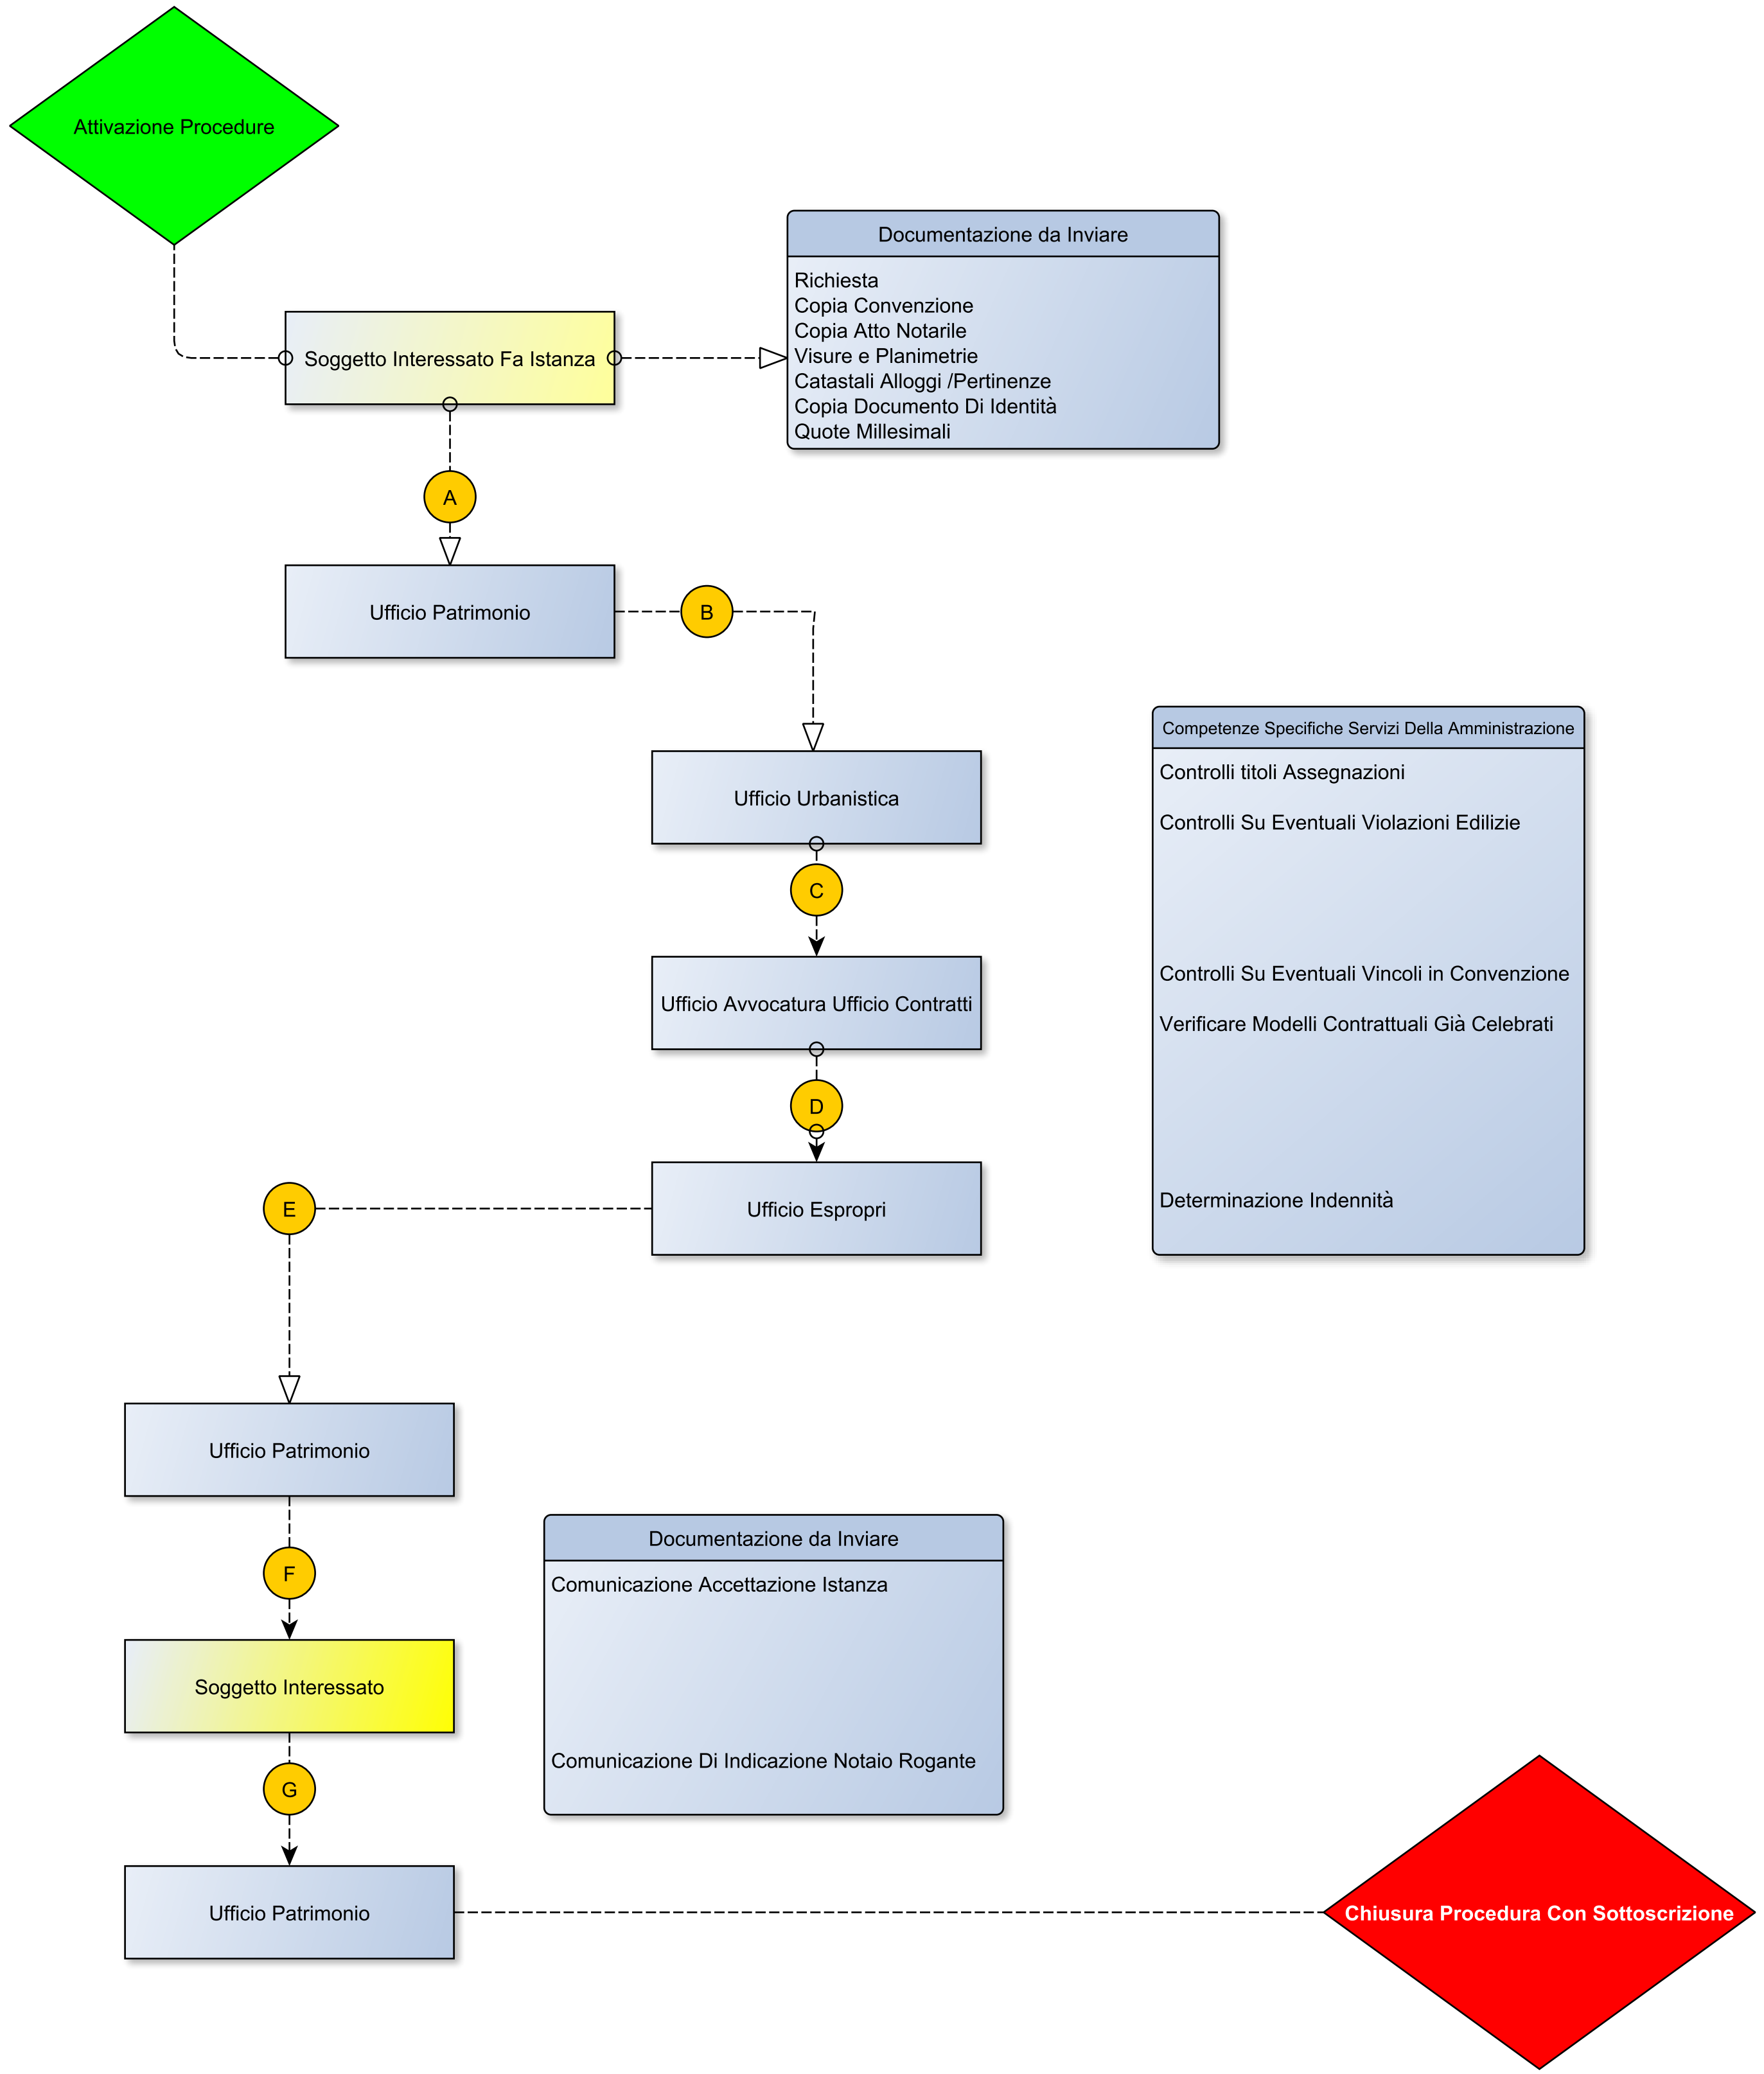 Attivazione Procedure
Documentazione da Inviare
Richiesta
Copia Convenzione
Copia Atto Notarile
Visure e Planimetrie
Catastali Alloggi /Pertinenze
Copia Documento Di Identità
Quote Millesimali
Soggetto Interessato Fa Istanza
A
Ufficio Patrimonio
B
Ufficio Urbanistica
C
Ufficio Avvocatura Ufficio Contratti
D
Ufficio Espropri
Competenze Specifiche Servizi Della Amministrazione
Controlli titoli Assegnazioni
Controlli Su Eventuali Violazioni Edilizie
Controlli Su Eventuali Vincoli in Convenzione
Verificare Modelli Contrattuali Già Celebrati
Determinazione Indennità
E
Ufficio Patrimonio
F
Soggetto Interessato
G
Ufficio Patrimonio
Documentazione da Inviare
Comunicazione Accettazione Istanza
Comunicazione Di Indicazione Notaio Rogante
Chiusura Procedura Con Sottoscrizione